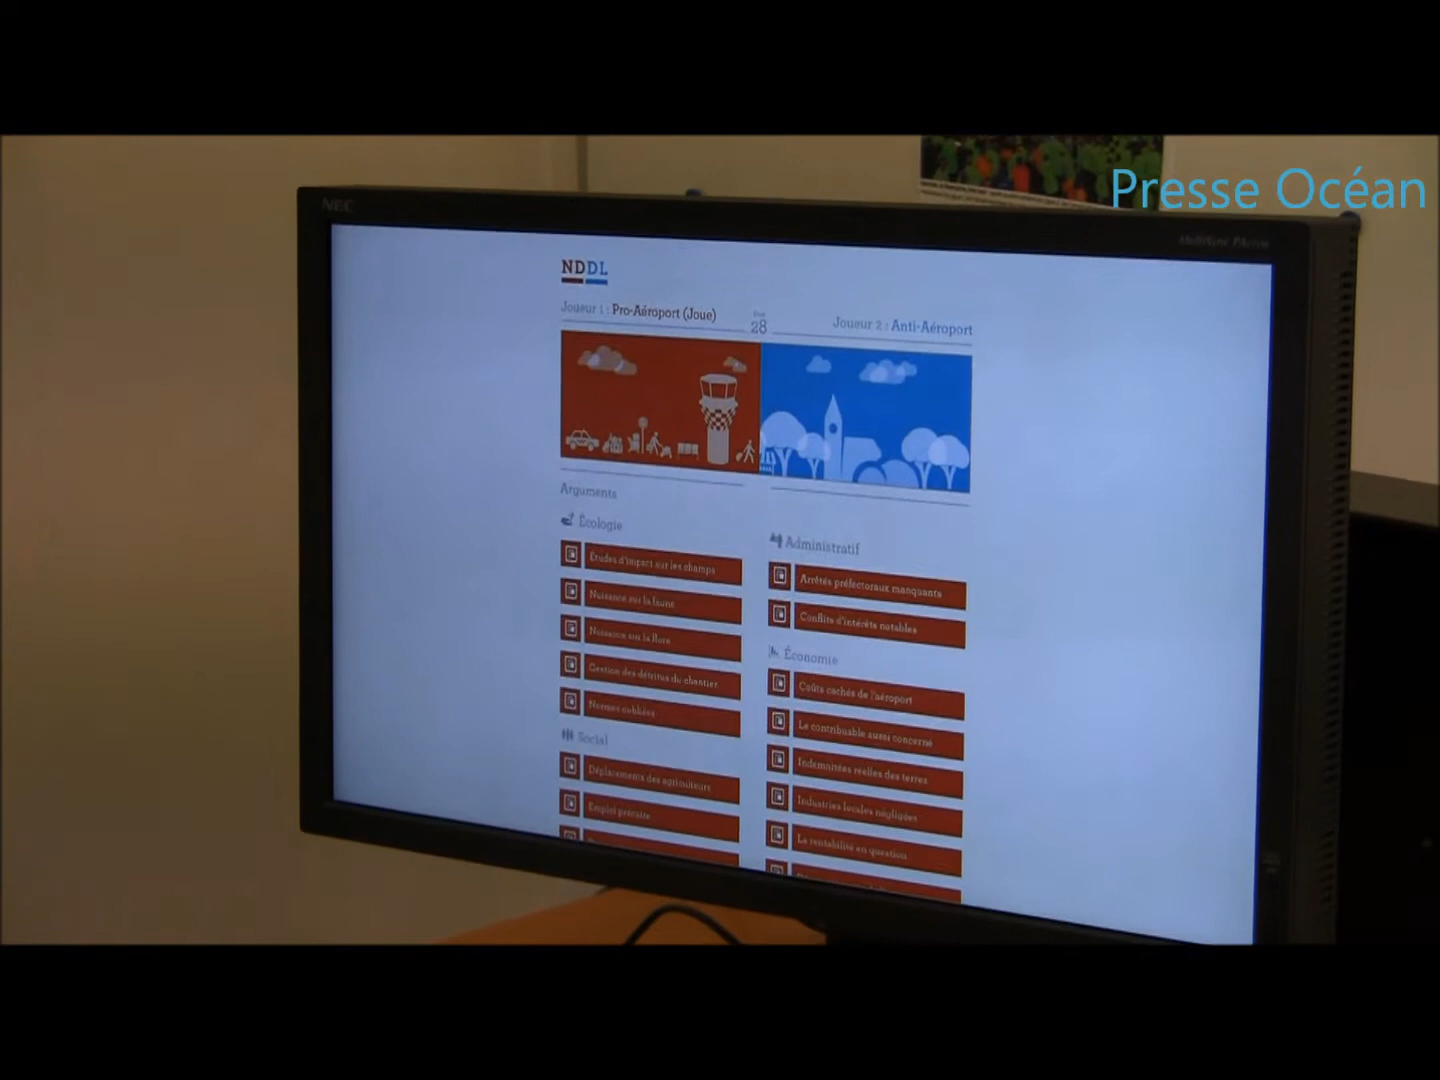 Presse Océan
NEC
NDDL
Joueur 1 : Pro-Aéroport (Joue)
28
Joueur 2 : Anti-Aéroport
Arguments
Écologie
Études d'impact sur les champs
Nuisance sur la faune
Nuisance sur la flore
Gestion des détritus du chantier
Normes oubliées
Social
Déplacements des agriculteurs
Emploi précaire
Administratif
Arrêtés préfectoraux manquants
Conflits d'intérêts notables
Économie
Coûts cachés de l'aéroport
Le contribuable aussi concerné
Indemnitées réelles des terres
Industries locales négligées
La rentabilité en question